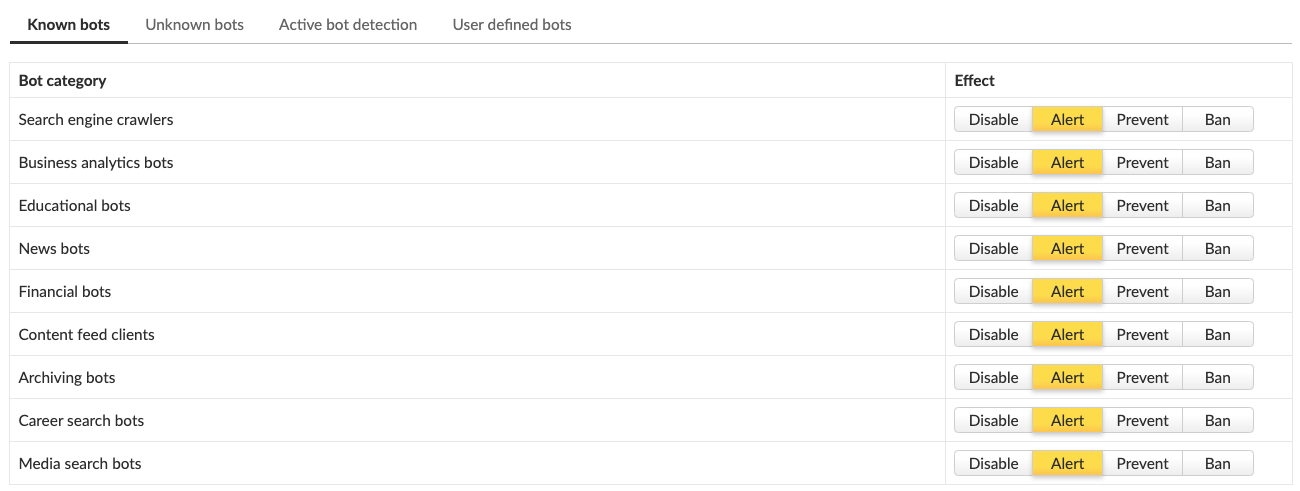 Known bots Unknown bots Active bot detection User defined bots
Bot category Effect
Search engine crawlers Disable Alert Prevent Ban
Business analytics bots Disable Alert Prevent Ban
Educational bots Disable Alert Prevent Ban
News bots Disable Alert Prevent Ban
Financial bots Disable Alert Prevent Ban
Content feed clients Disable Alert Prevent Ban
Archiving bots Disable Alert Prevent Ban
Career search bots Disable Alert Prevent Ban
Media search bots Disable Alert Prevent Ban